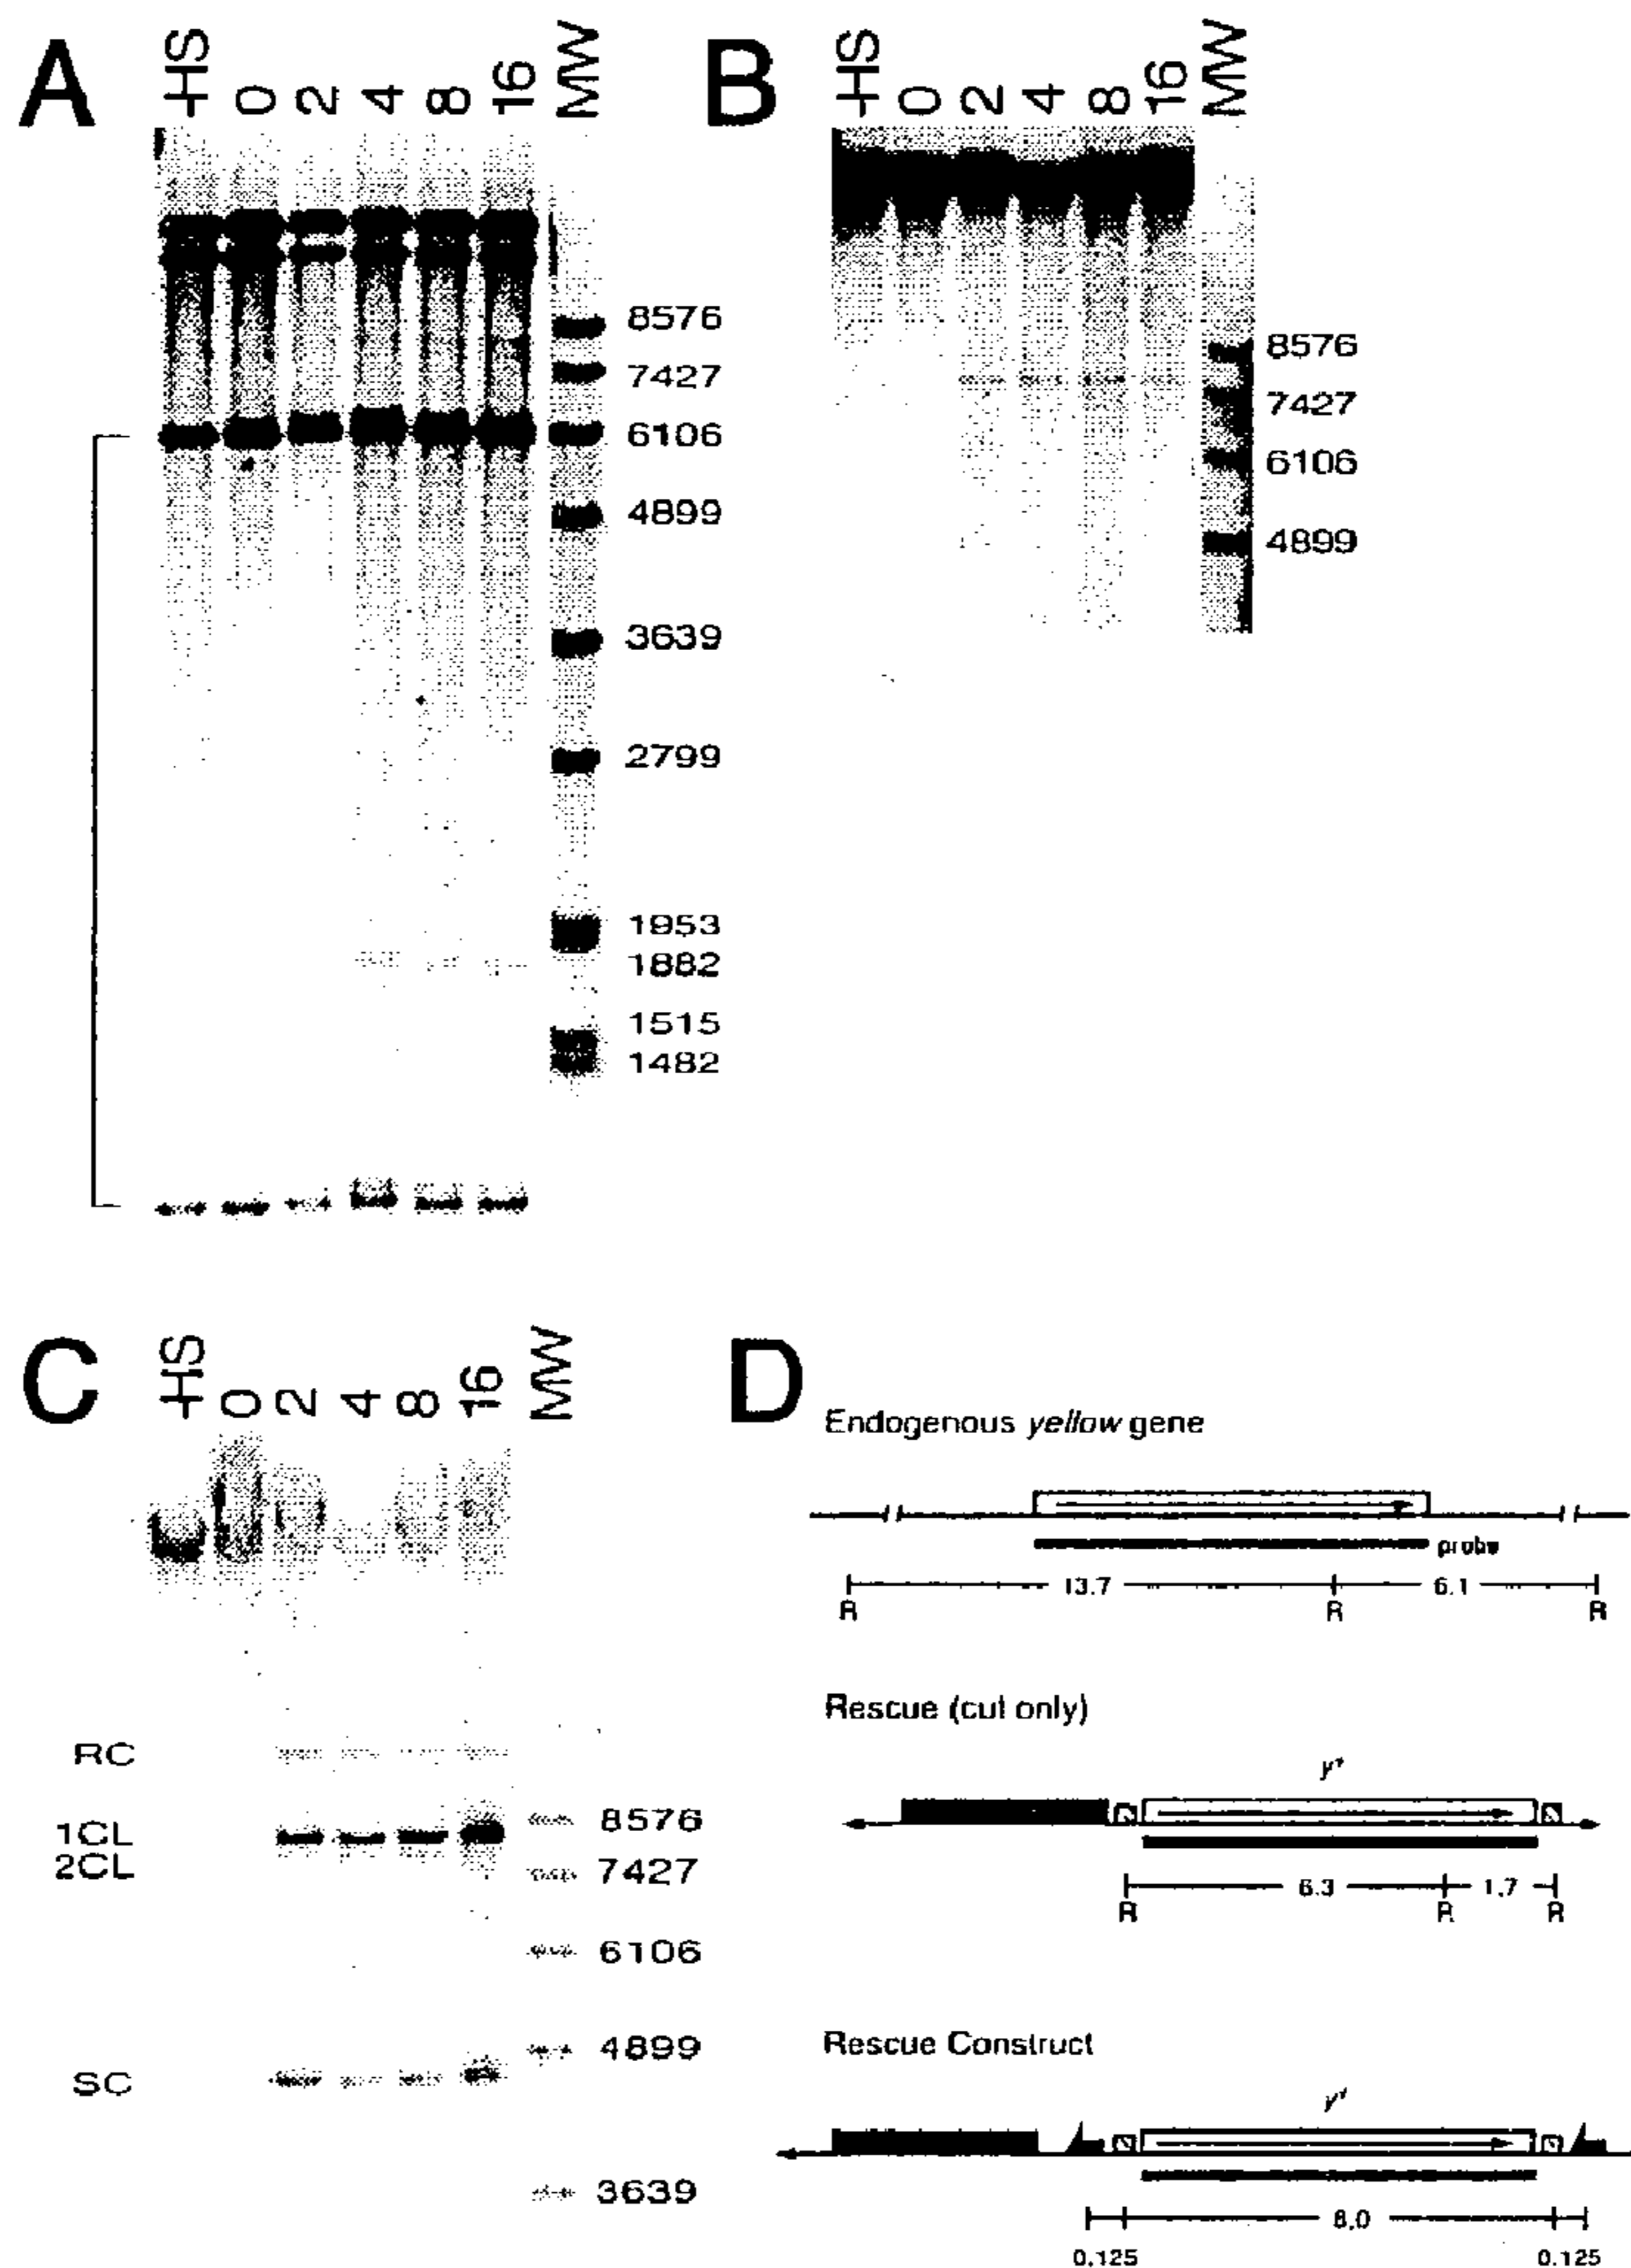 A
-HS 0 2 4 8 16 MW
8576
7427
6106
4899
3639
2799
1953
1882
1515
1482
B
-HS 0 2 4 8 16 MW
8576
7427
6106
4899
C
-HS 0 2 4 8 16 MW
RC
1CL
2CL
SC
8576
7427
6106
4899
3639
D
Endogenous yellow gene
probe
13.7 6.1
R R R
Rescue (cut only)
y+
6.3 1.7
R R R
Rescue Construct
y+
8.0
0.125 0.125